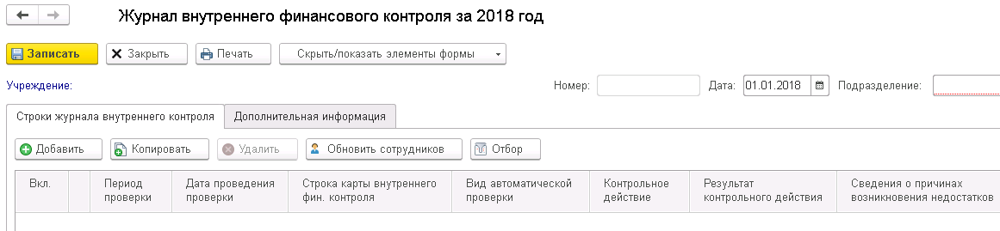 Журнал внутреннего финансового контроля за 2018 год
Записать Закрыть Печать Скрыть/показать элементы формы
Учреждение: Номер: Дата: 01.01.2018 Подразделение:
Строки журнала внутреннего контроля Дополнительная информация
Добавить Копировать Удалить Обновить сотрудников Отбор
Вкл. Период Дата проведения Строка карты внутреннего Вид автоматической Контрольное Результат Сведения о причинах
проверки проверки фин. контроля проверки действие контрольного действия возникновения недостатков